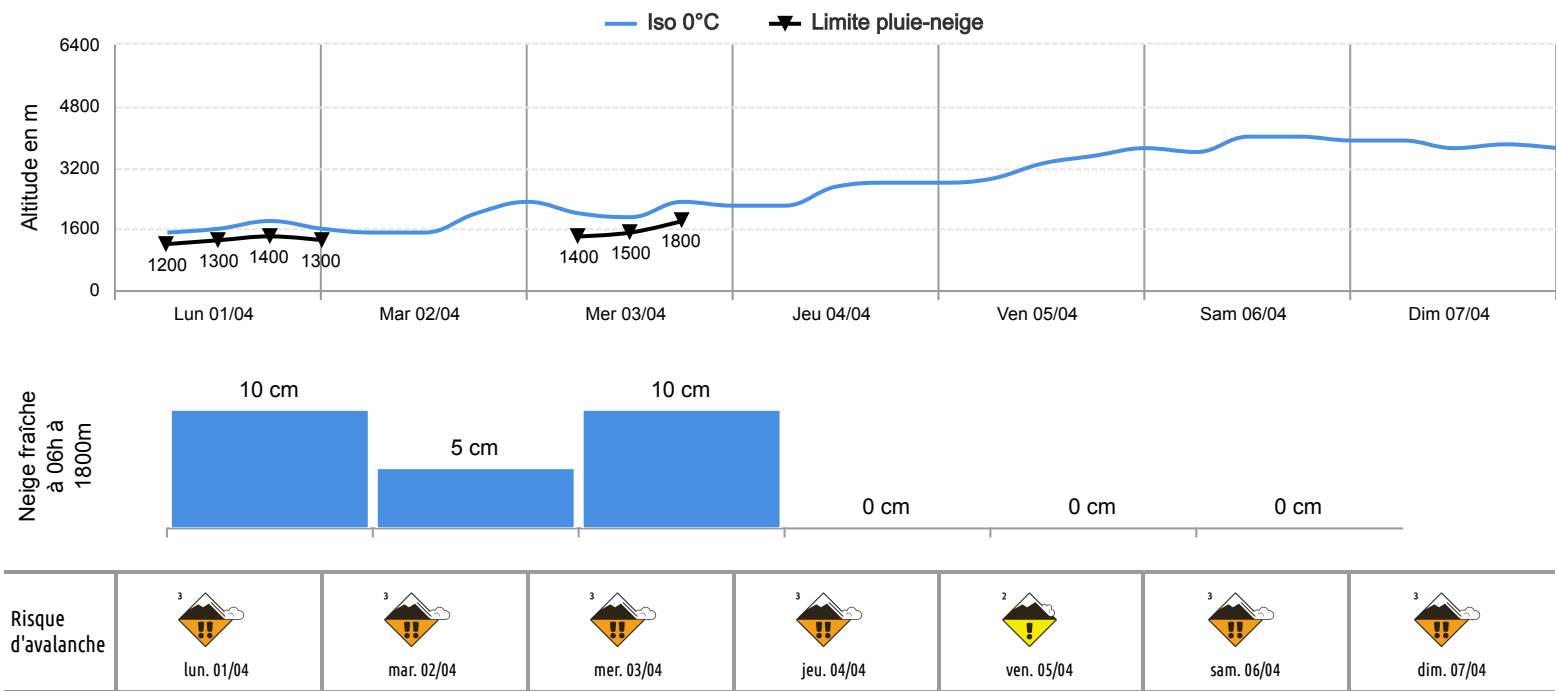 Iso 0°C Limite pluie-neige
Altitude en m
6400
4800
3200
1600
0
1200 1300 1400 1300 1400 1500 1800
Lun 01/04 Mar 02/04 Mer 03/04 Jeu 04/04 Ven 05/04 Sam 06/04 Dim 07/04
Neige fraîche
à 06h à
1800m
10 cm 5 cm 10 cm 0 cm 0 cm 0 cm
Risque
d'avalanche
3 3 3 3 2 3 3
!! !! !! !! ! !! !!
lun. 01/04 mar. 02/04 mer. 03/04 jeu. 04/04 ven. 05/04 sam. 06/04 dim. 07/04